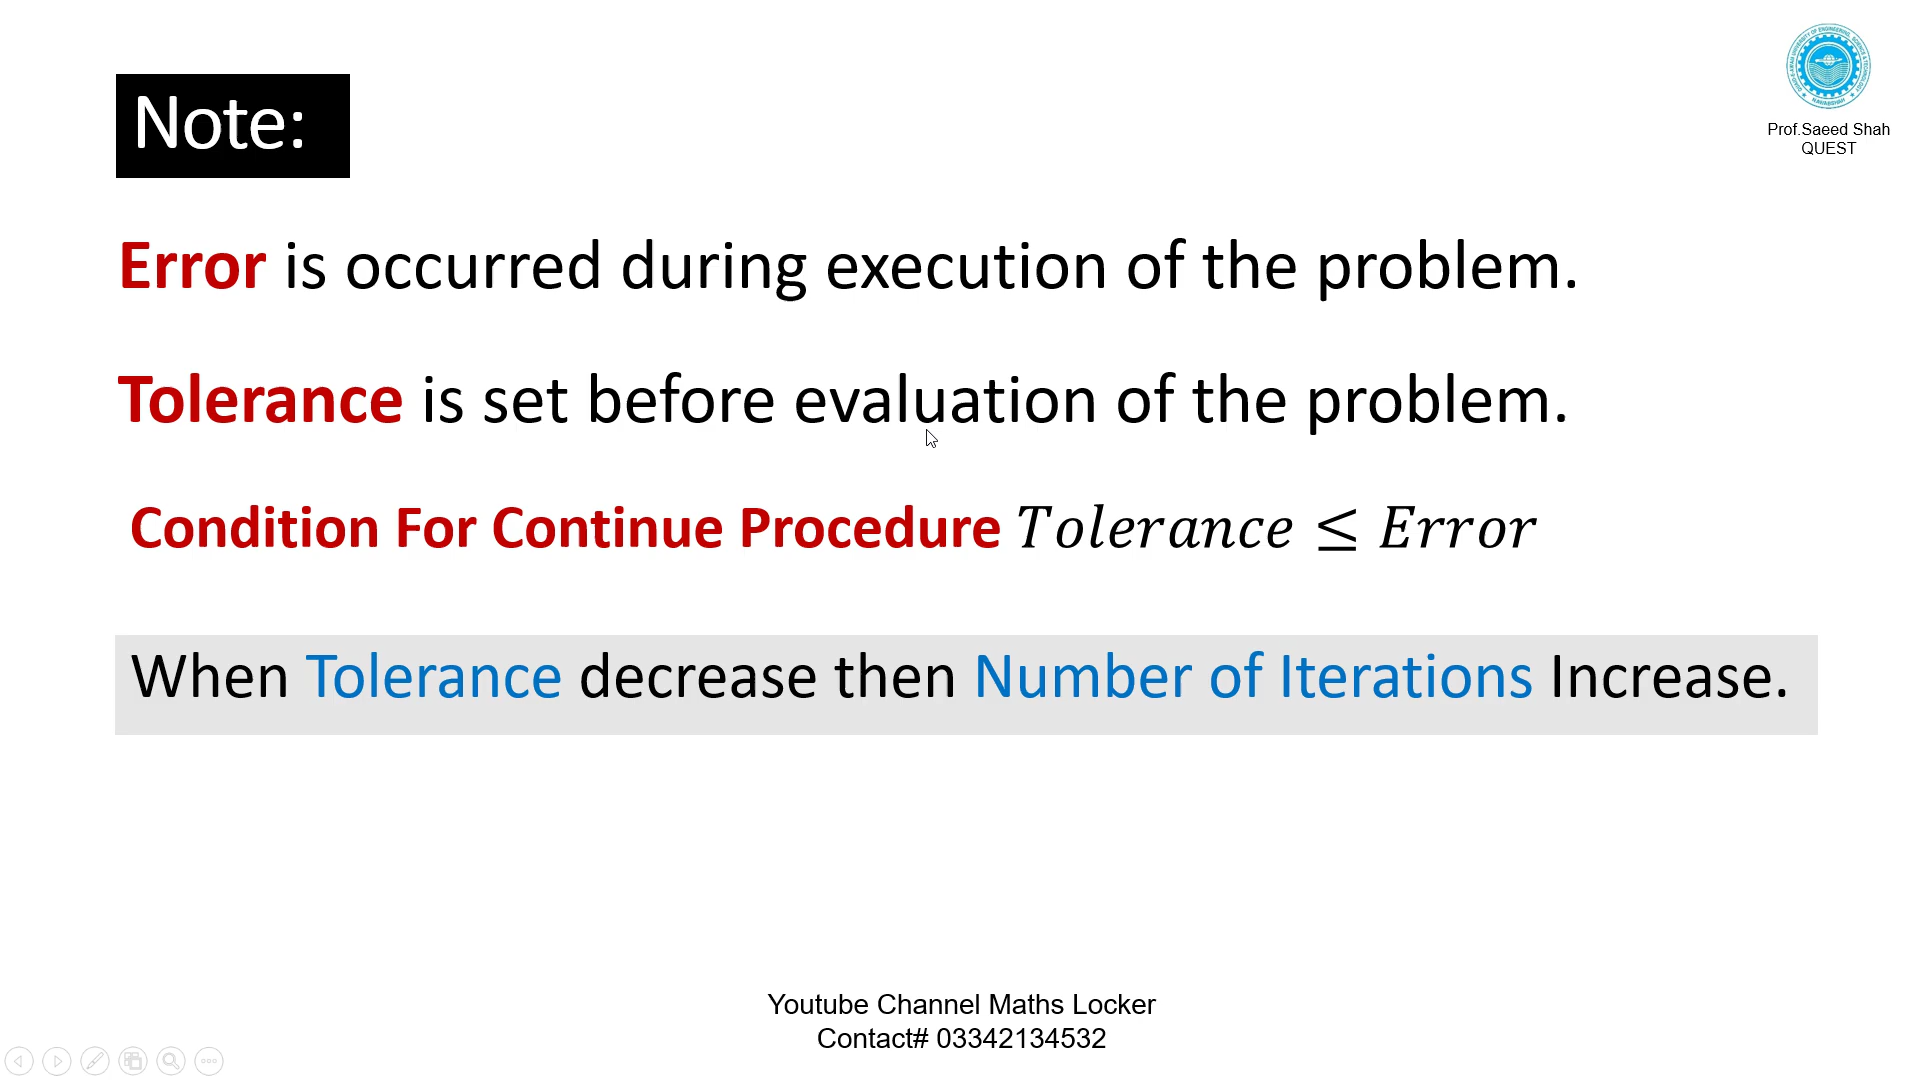 Note:
Prof.Saeed Shah
QUEST
Error is occurred during execution of the problem.
Tolerance is set before evaluation of the problem.
Condition For Continue Procedure Tolerance ≤ Error
When Tolerance decrease then Number of Iterations Increase.
Youtube Channel Maths Locker
Contact# 03342134532